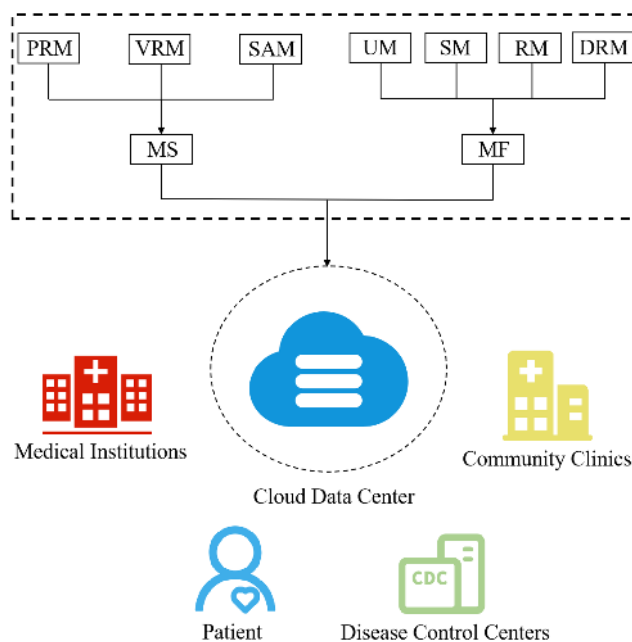 PRM VRM SAM UM SM RM DRM
MS MF
Medical Institutions
Community Clinics
Cloud Data Center
CDC
Patient
Disease Control Centers